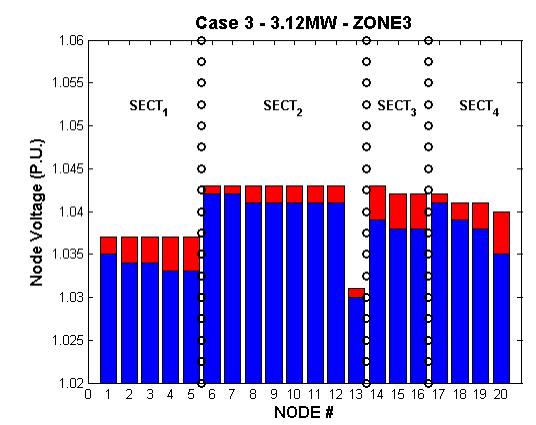 Case 3 - 3.12MW - ZONE3
1.06
1.055
1.05
1.045
1.04
1.035
1.03
1.025
1.02
Node Voltage (P.U.)
SECT1 SECT2 SECT3 SECT4
0 1 2 3 4 5 6 7 8 9 10 11 12 13 14 15 16 17 18 19 20
NODE #